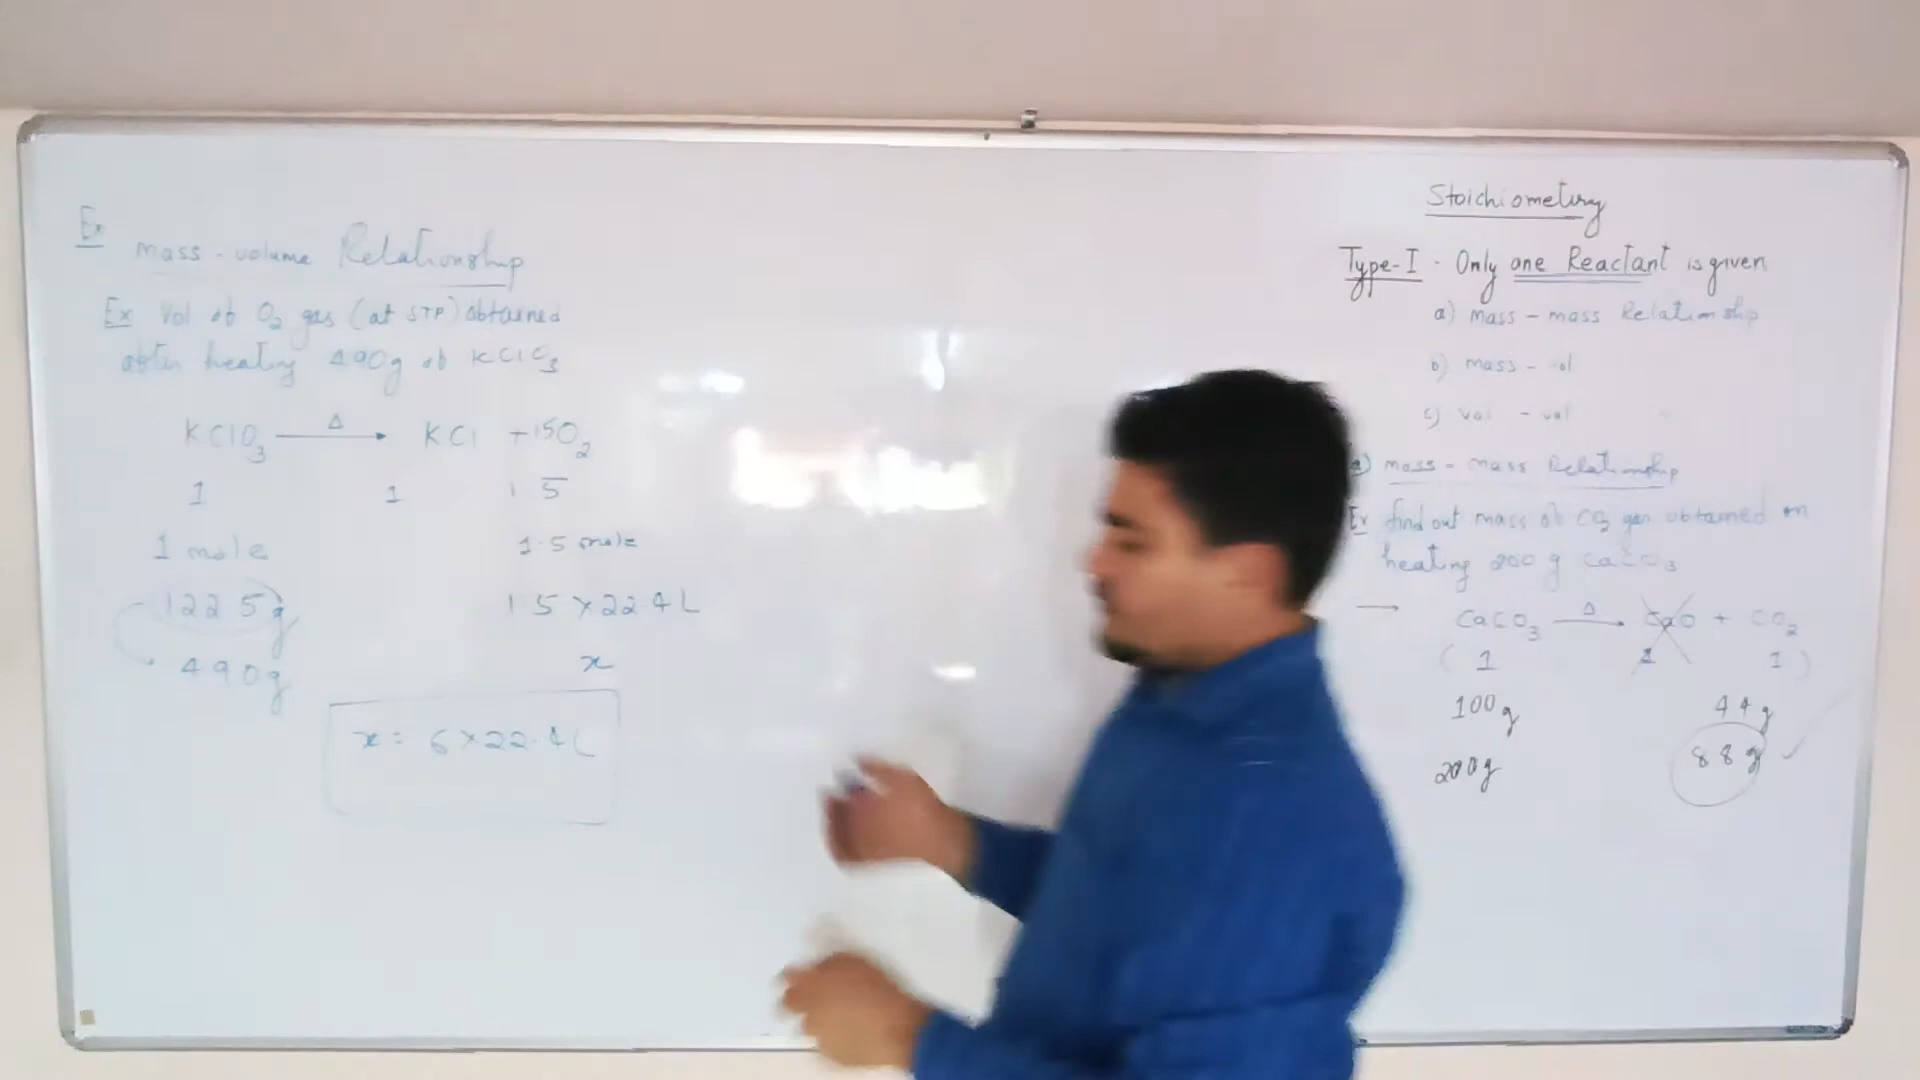 Ex
mass - volume Relationship
Ex Vol of O2 gas (at STP) obtained
after heating 490g of KClO3
KClO3 —Δ→ KCl + 1.5O2
1 1 1.5
1 mole 1.5 mole
122.5g 1.5 × 22.4 L
490g x
x = 6 × 22.4 L
Stoichiometry
Type-I - Only one Reactant is given
a) mass - mass Relationship
b) mass - vol
c) vol - vol
a) mass - mass Relationship
Ex find out mass of CO2 gas obtained on
heating 200 g CaCO3
→ CaCO3 —Δ→ CaO + CO2
( 1 1 1 )
100g 44g
200g 88g